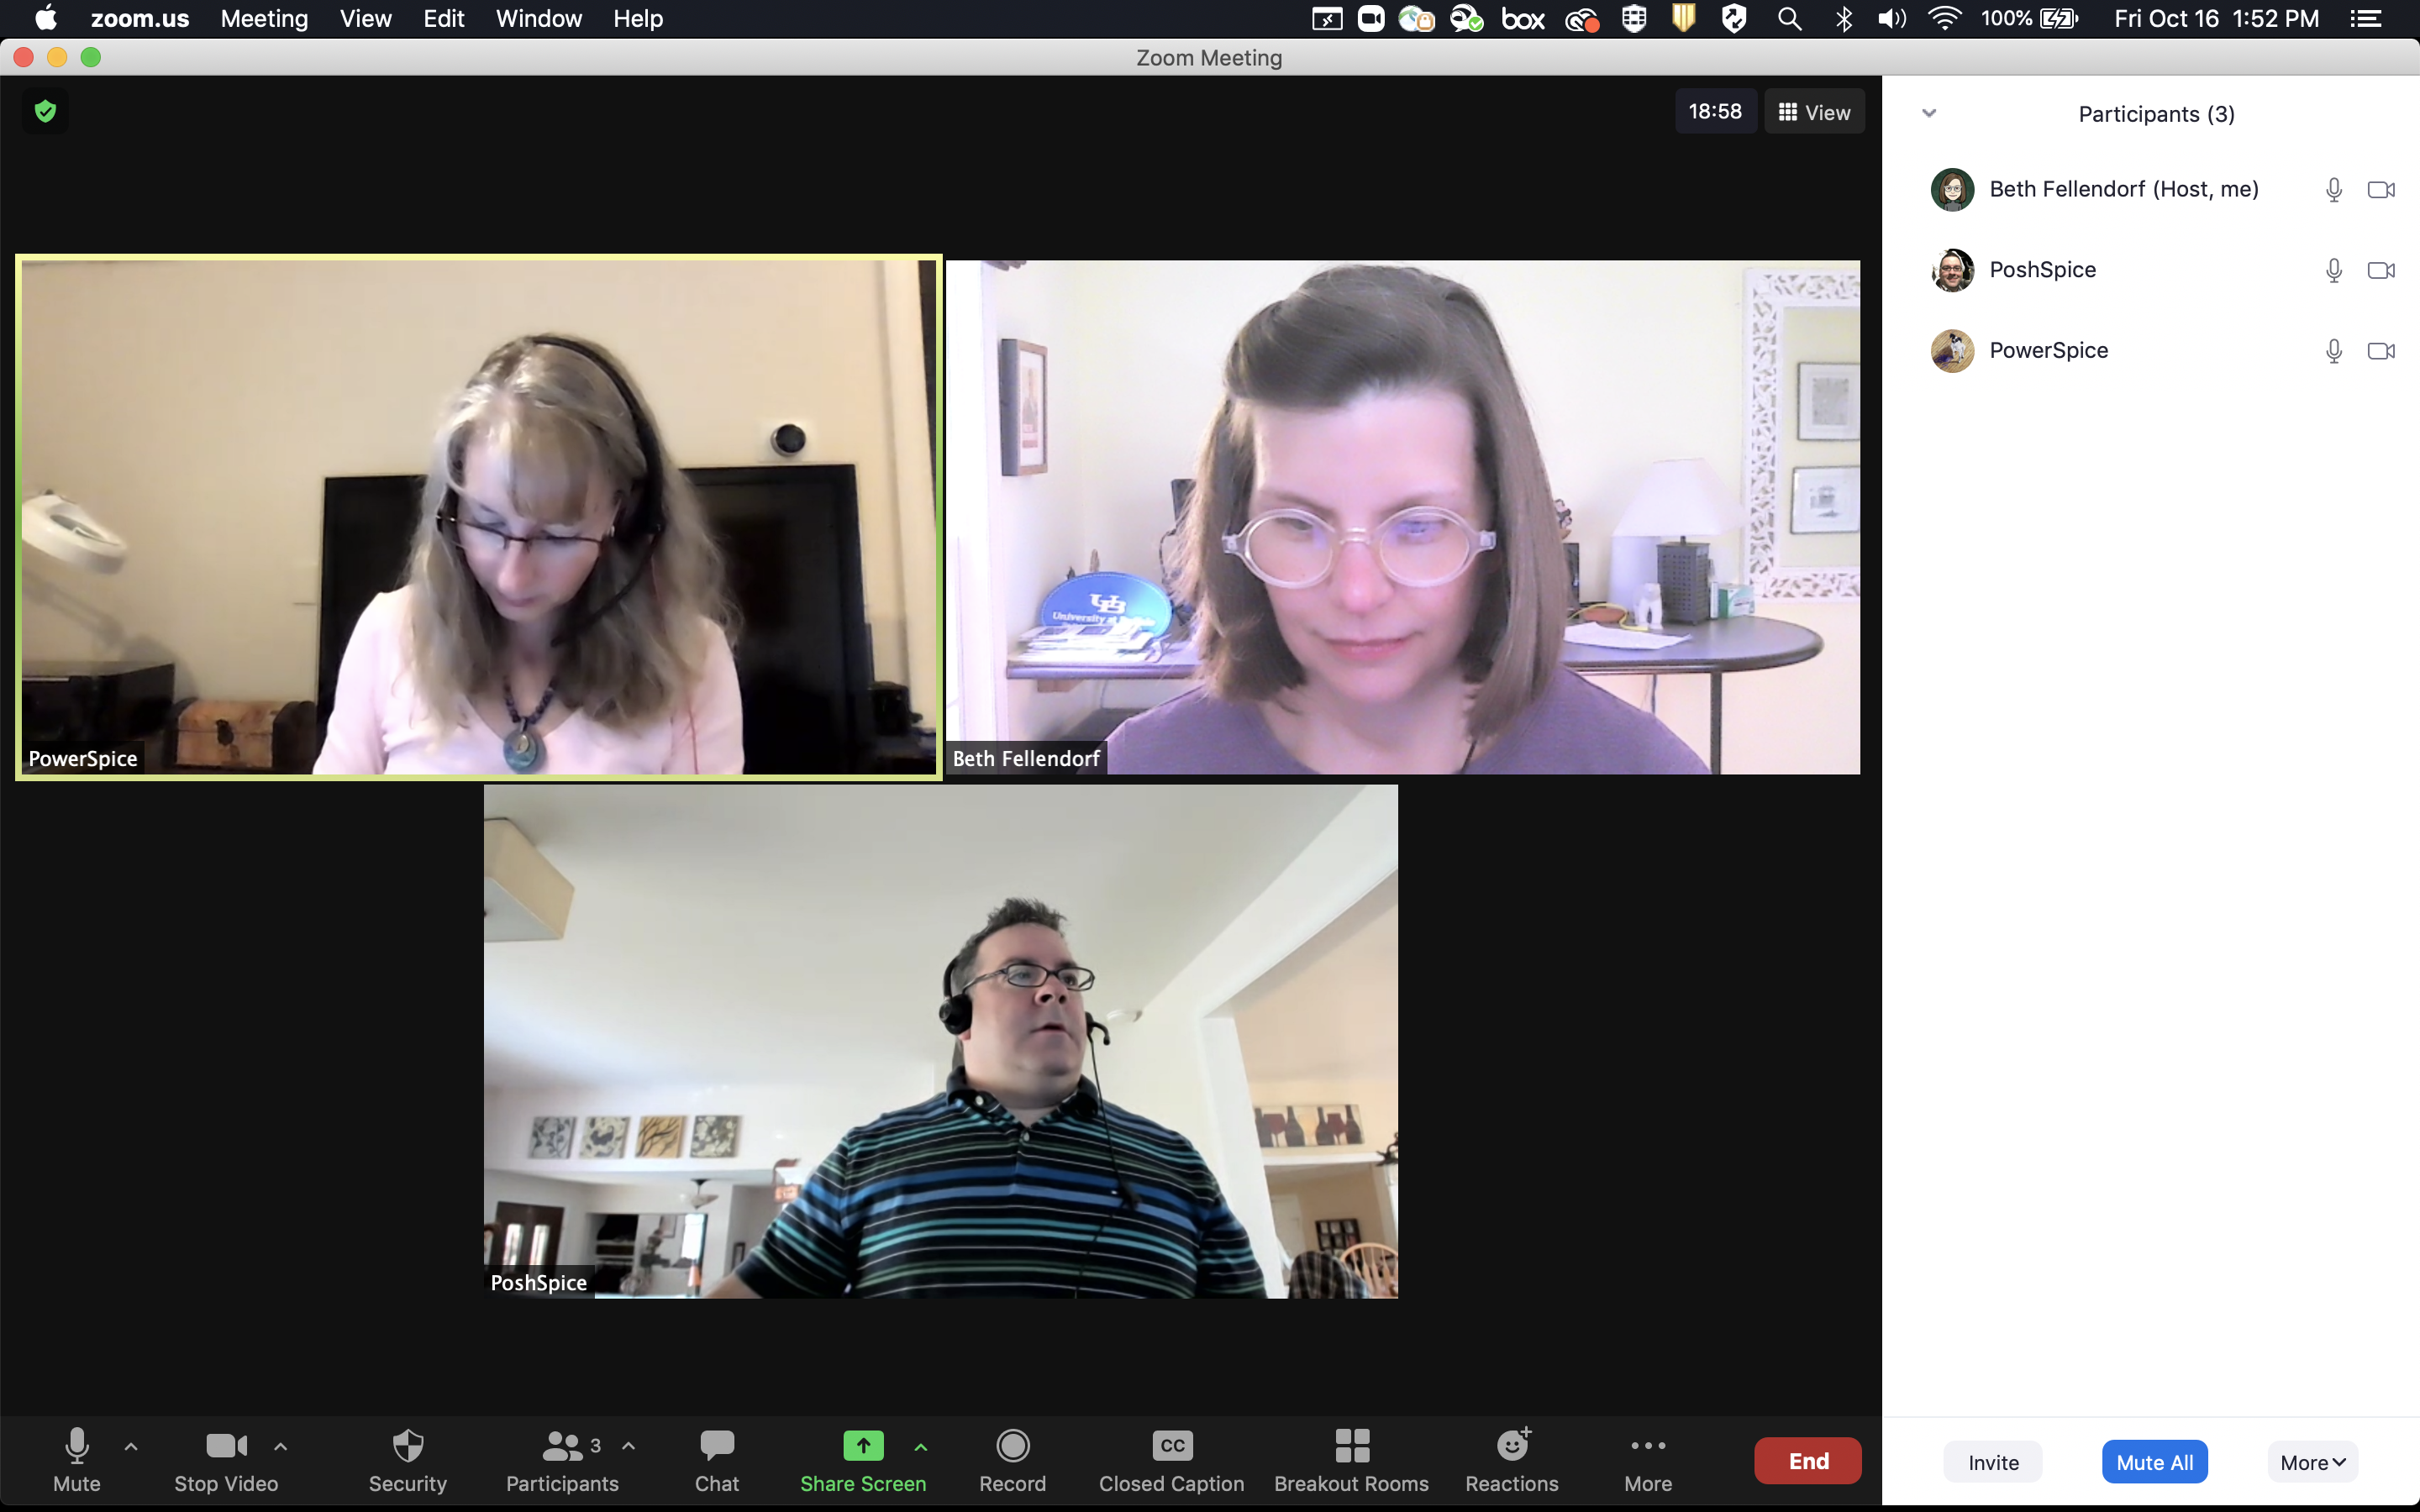 zoom.us Meeting View Edit Window Help box 100% Fri Oct 16 1:52 PM
Zoom Meeting
18:58 View
Participants (3)
Beth Fellendorf (Host, me)
PoshSpice
PowerSpice
UB
University
PowerSpice
Beth Fellendorf
PoshSpice
3
CC
Mute Stop Video Security Participants Chat Share Screen Record Closed Caption Breakout Rooms Reactions More End
Invite Mute All More